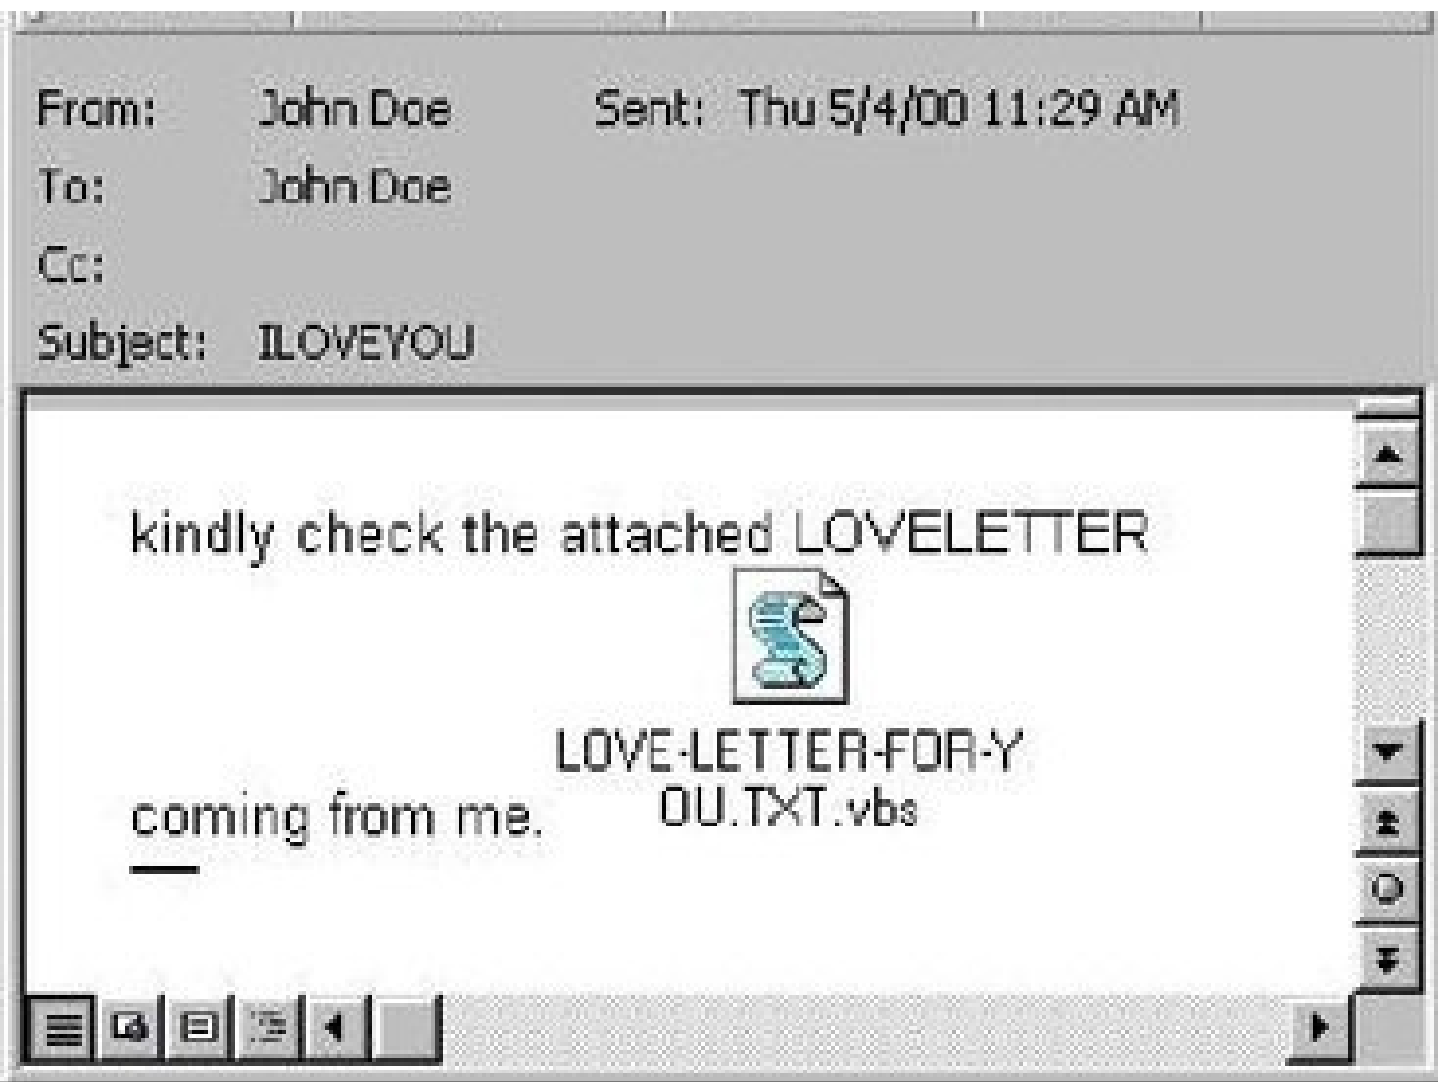 From: John Doe Sent: Thu 5/4/00 11:29 AM
To: John Doe
Cc:
Subject: ILOVEYOU
kindly check the attached LOVELETTER
LOVE-LETTER-FOR-Y
OU.TXT.vbs
coming from me.